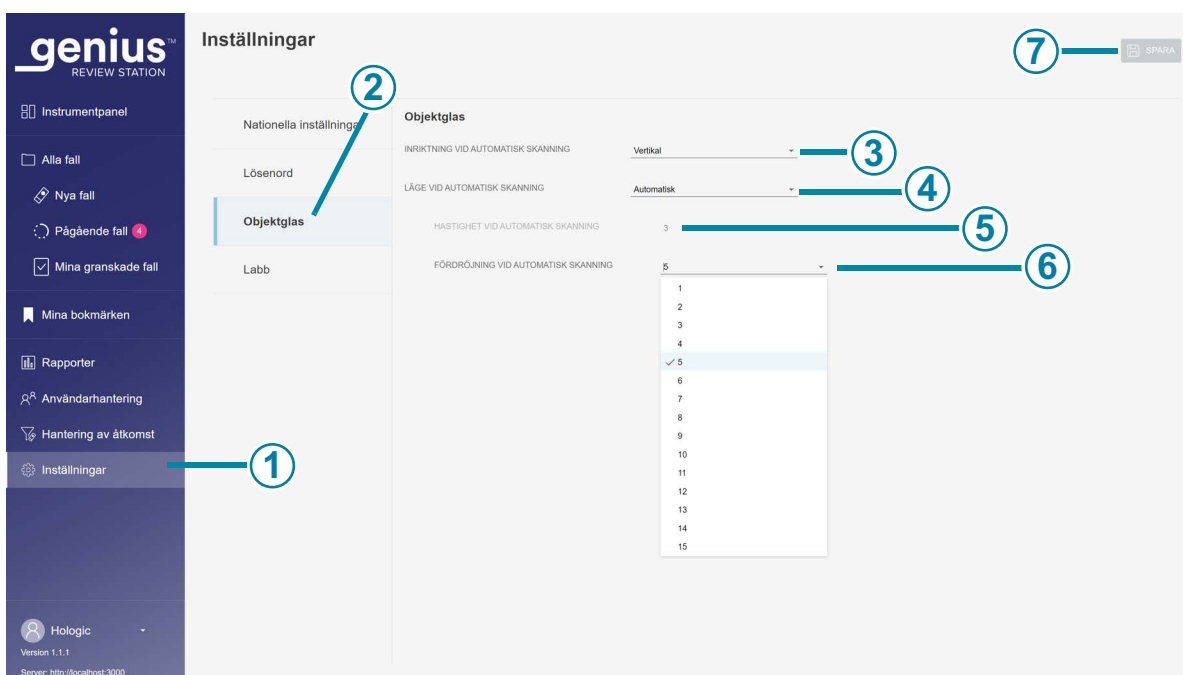 genius™
REVIEW STATION
Instrumentpanel
Alla fall
Nya fall
Pågående fall 4
Mina granskade fall
Mina bokmärken
Rapporter
Användarhantering
Hantering av åtkomst
Inställningar
Hologic
Version 1.1.1
Server: http://localhost:3000
Inställningar
7
SPARA
2
Nationella inställninga
Lösenord
Objektglas
Labb
Objektglas
INRIKTNING VID AUTOMATISK SKANNING
Vertikal
3
LÄGE VID AUTOMATISK SKANNING
Automatisk
4
HASTIGHET VID AUTOMATISK SKANNING
3
5
FÖRDRÖJNING VID AUTOMATISK SKANNING
5
6
1
2
3
4
5
6
7
8
9
10
11
12
13
14
15
1